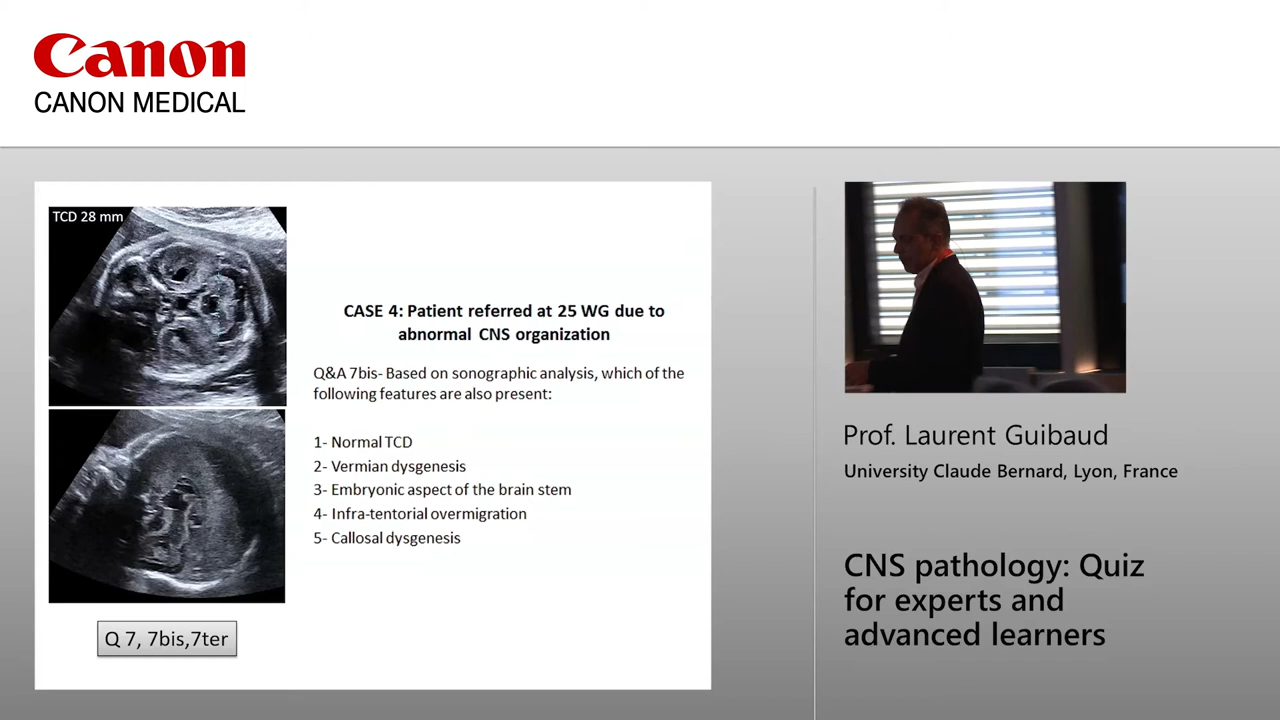 Canon
CANON MEDICAL
TCD 28 mm
CASE 4: Patient referred at 25 WG due to
abnormal CNS organization
Q&A 7bis- Based on sonographic analysis, which of the
following features are also present:
1- Normal TCD
2- Vermian dysgenesis
3- Embryonic aspect of the brain stem
4- Infra-tentorial overmigration
5- Callosal dysgenesis
Q 7, 7bis,7ter
Prof. Laurent Guibaud
University Claude Bernard, Lyon, France
CNS pathology: Quiz
for experts and
advanced learners